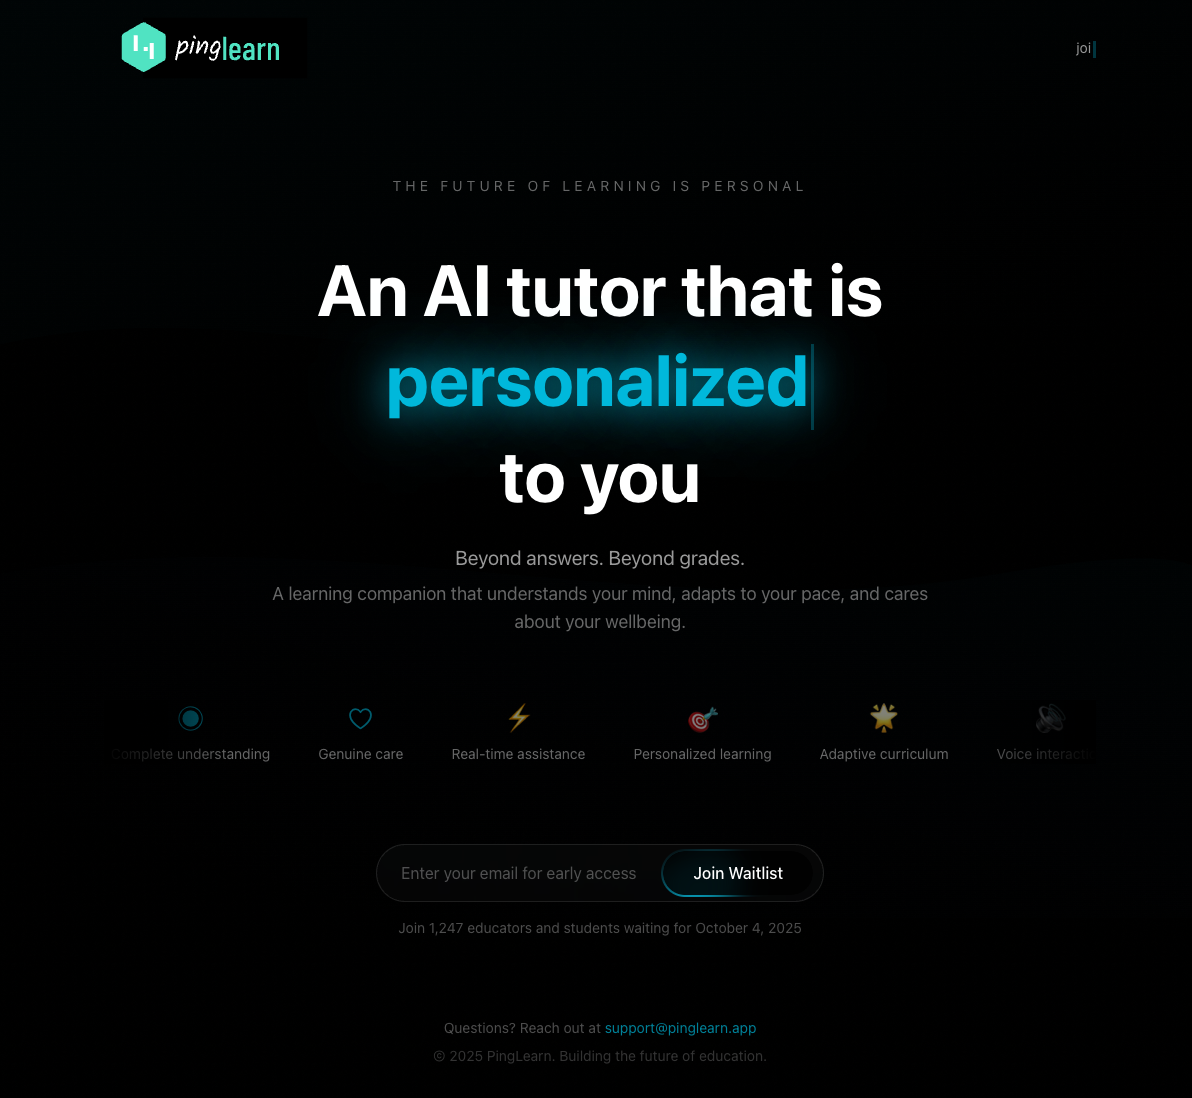 pinglearn
joi
THE FUTURE OF LEARNING IS PERSONAL
An AI tutor that is
personalized
to you
Beyond answers. Beyond grades.
A learning companion that understands your mind, adapts to your pace, and cares
about your wellbeing.
Complete understanding
Genuine care
Real-time assistance
Personalized learning
Adaptive curriculum
Voice interacti
Enter your email for early access
Join Waitlist
Join 1,247 educators and students waiting for October 4, 2025
Questions? Reach out at support@pinglearn.app
© 2025 PingLearn. Building the future of education.